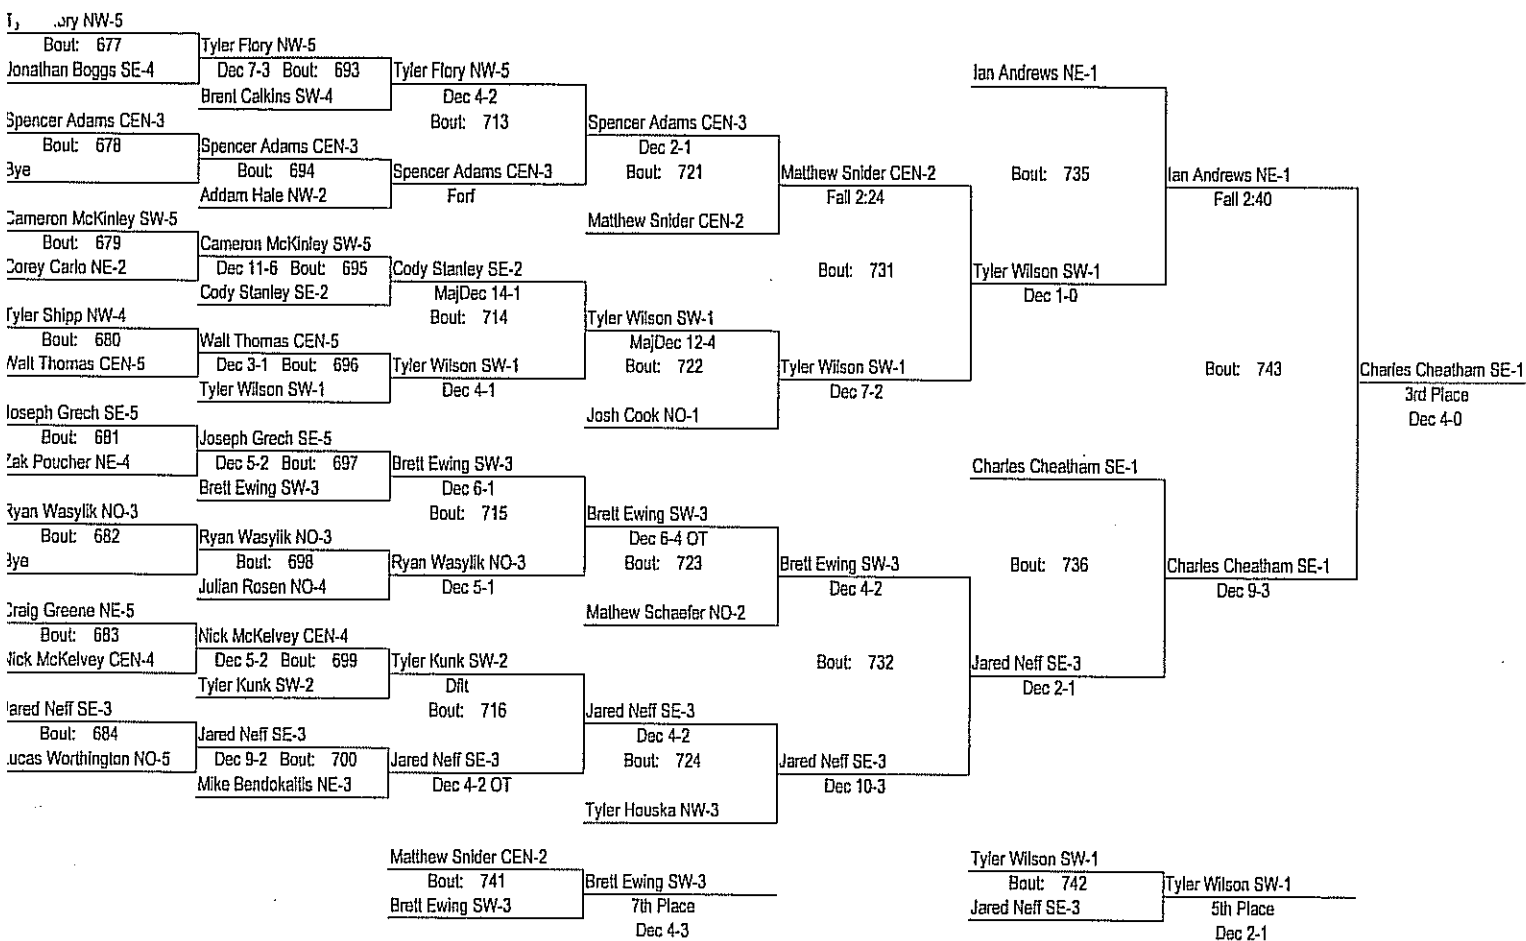 ory NW-5
Bout: 677
Jonathan Boggs SE-4
Spencer Adams CEN-3
Bout: 678
Bye
Cameron McKinley SW-5
Bout: 679
Corey Carlo NE-2
Tyler Shipp NW-4
Bout: 680
Walt Thomas CEN-5
Joseph Grech SE-5
Bout: 681
Zak Poucher NE-4
Ryan Wasylik NO-3
Bout: 682
Bye
Craig Greene NE-5
Bout: 683
Nick McKelvey CEN-4
Jared Neff SE-3
Bout: 684
Lucas Worthington NO-5
Tyler Flory NW-5
Dec 7-3 Bout: 693
Brent Calkins SW-4
Spencer Adams CEN-3
Bout: 694
Addam Hale NW-2
Cameron McKinley SW-5
Dec 11-6 Bout: 695
Cody Stanley SE-2
Walt Thomas CEN-5
Dec 3-1 Bout: 696
Tyler Wilson SW-1
Joseph Grech SE-5
Dec 5-2 Bout: 697
Brett Ewing SW-3
Ryan Wasylik NO-3
Bout: 698
Julian Rosen NO-4
Nick McKelvey CEN-4
Dec 5-2 Bout: 699
Tyler Kunk SW-2
Jared Neff SE-3
Dec 9-2 Bout: 700
Mike Bendokaitis NE-3
Tyler Flory NW-5
Dec 4-2
Bout: 713
Spencer Adams CEN-3
Forf
Cody Stanley SE-2
MajDec 14-1
Bout: 714
Tyler Wilson SW-1
Dec 4-1
Brett Ewing SW-3
Dec 6-1
Bout: 715
Ryan Wasylik NO-3
Dec 5-1
Tyler Kunk SW-2
Dflt
Bout: 716
Jared Neff SE-3
Dec 4-2 OT
Spencer Adams CEN-3
Dec 2-1
Bout: 721
Matthew Snider CEN-2
Tyler Wilson SW-1
MajDec 12-4
Bout: 722
Josh Cook NO-1
Brett Ewing SW-3
Dec 6-4 OT
Bout: 723
Mathew Schaefer NO-2
Jared Neff SE-3
Dec 4-2
Bout: 724
Tyler Houska NW-3
Matthew Snider CEN-2
Fall 2:24
Bout: 731
Tyler Wilson SW-1
Dec 7-2
Brett Ewing SW-3
Dec 4-2
Bout: 732
Jared Neff SE-3
Dec 10-3
Ian Andrews NE-1
Bout: 735
Tyler Wilson SW-1
Dec 1-0
Charles Cheatham SE-1
Bout: 736
Jared Neff SE-3
Dec 2-1
Ian Andrews NE-1
Fall 2:40
Bout: 743
Charles Cheatham SE-1
Dec 9-3
Charles Cheatham SE-1
3rd Place
Dec 4-0
Matthew Snider CEN-2
Bout: 741
Brett Ewing SW-3
Brett Ewing SW-3
7th Place
Dec 4-3
Tyler Wilson SW-1
Bout: 742
Jared Neff SE-3
Tyler Wilson SW-1
5th Place
Dec 2-1